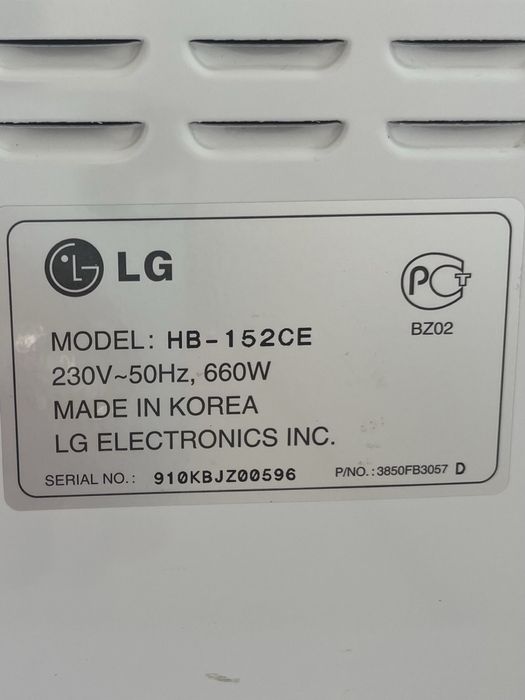 LG
PCT
BZ02
MODEL: HB-152CE
230V~50Hz, 660W
MADE IN KOREA
LG ELECTRONICS INC.
SERIAL NO.: 910KBJZ00596 P/NO.:3850FB3057 D